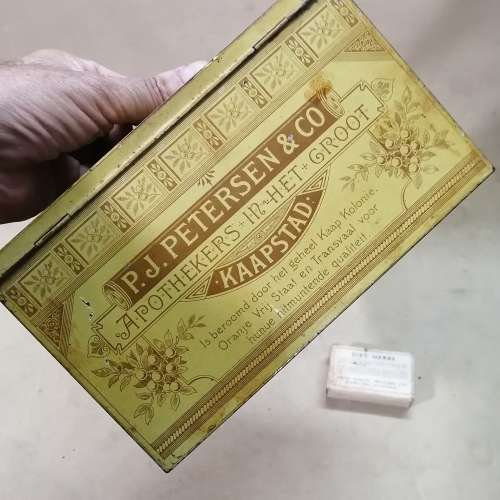 P.J. PETERSEN & CO
APOTHEKERS IN HET GROOT
KAAPSTAD.
Is beroemd door het geheel Kaap Kolonie.
Oranje Vrij Staat en Transvaal voor
hunne uitmuntende qualiteit